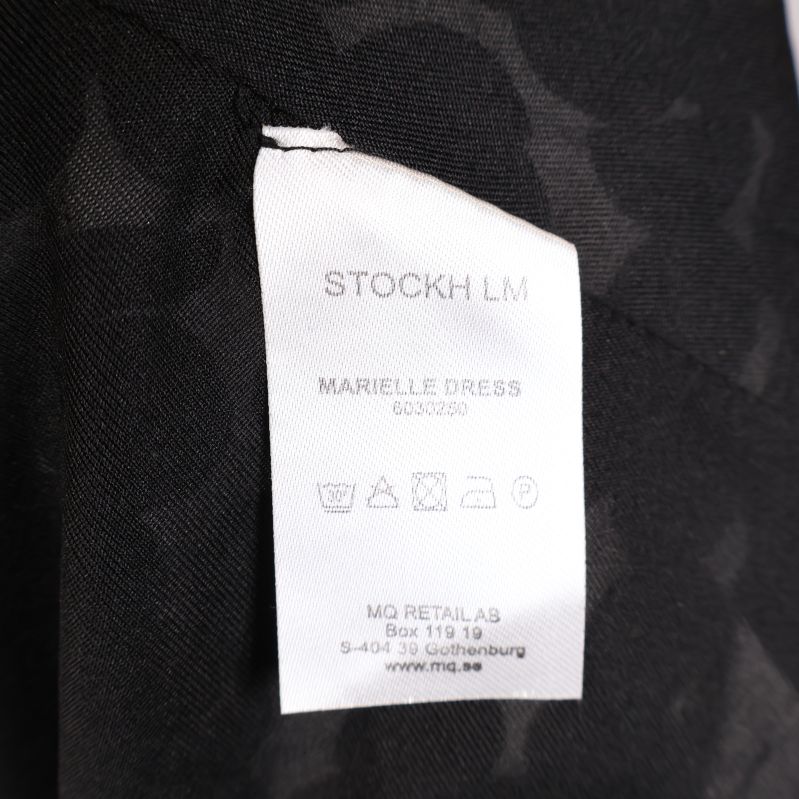 STOCKH LM
MARIELLE DRESS
6030250
30°
P
MQ RETAIL AB
Box 119 19
S-404 39 Gothenburg
www.mq.se